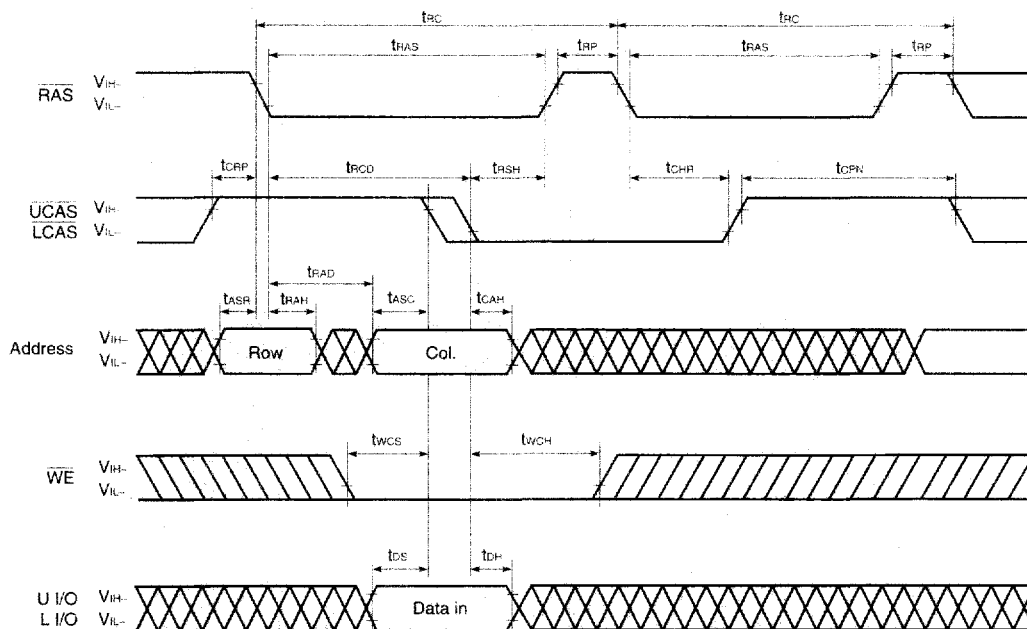 tRC tRC
tRAS tRP tRAS tRP
RAS VIH–
VIL–
tCRP tRCD tRSH tCHR tCPN
UCAS VIH–
LCAS VIL–
tRAD
tASR tRAH tASC tCAH
Address VIH–
VIL–
Row Col.
tWCS tWCH
WE VIH–
VIL–
tDS tDH
U I/O VIH–
L I/O VIL–
Data in